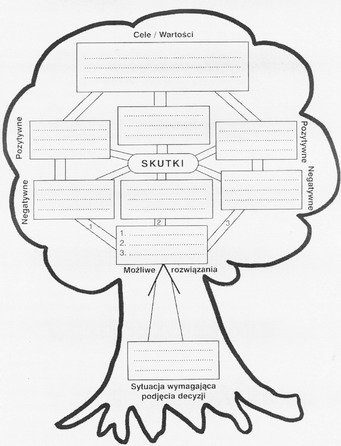 Cele / Wartości
Pozytywne
Pozytywne
SKUTKI
Negatywne
Negatywne
1
2
3
1.
2.
3.
Możliwe rozwiązania
Sytuacja wymagająca
podjęcia decyzji